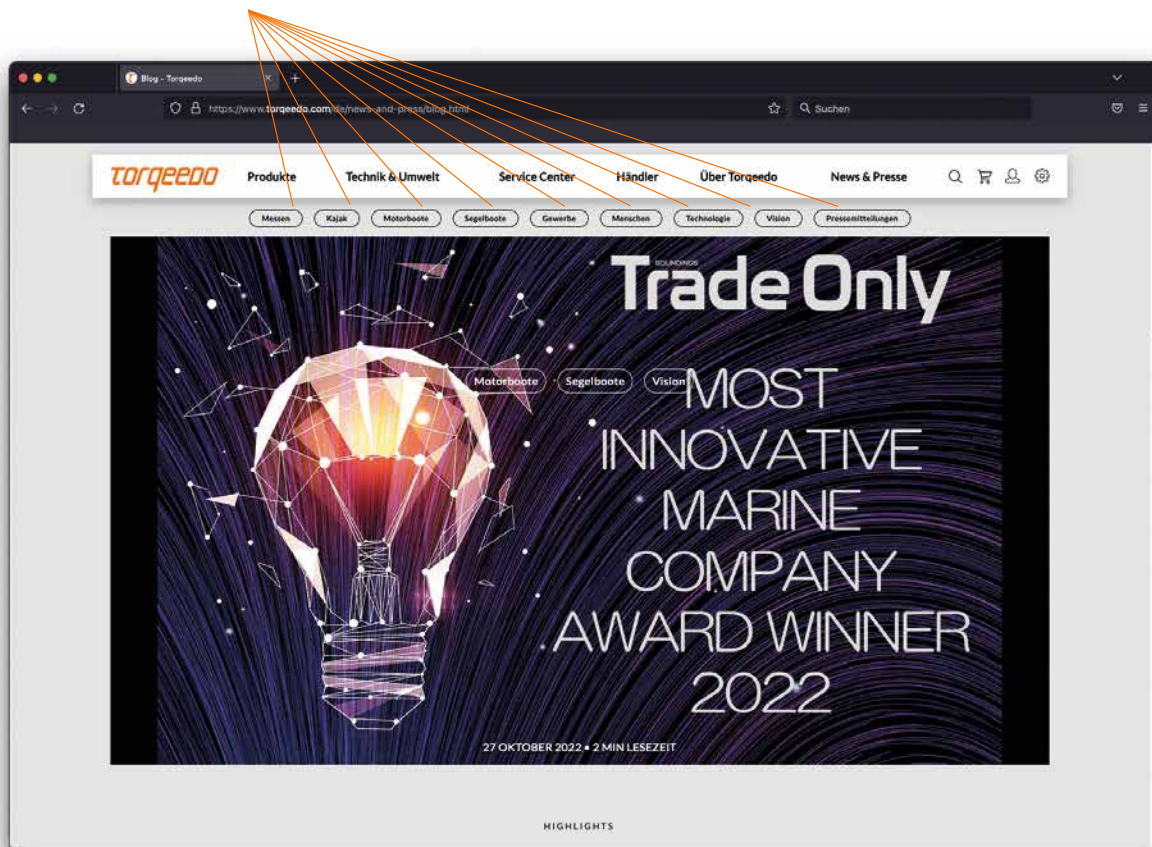 Blog - Torqeedo
https://www.torqeedo.com/de/news-and-press/blog.html
Suchen
TORQEEDO
Produkte
Technik & Umwelt
Service Center
Händler
Über Torqeedo
News & Presse
Messen
Kajak
Motorboote
Segelboote
Gewerbe
Menschen
Technologie
Vision
Pressemitteilungen
SOUNDINGS
Trade Only
Motorboote
Segelboote
Vision
MOST
INNOVATIVE
MARINE
COMPANY
AWARD WINNER
2022
27 OKTOBER 2022 • 2 MIN LESEZEIT
HIGHLIGHTS